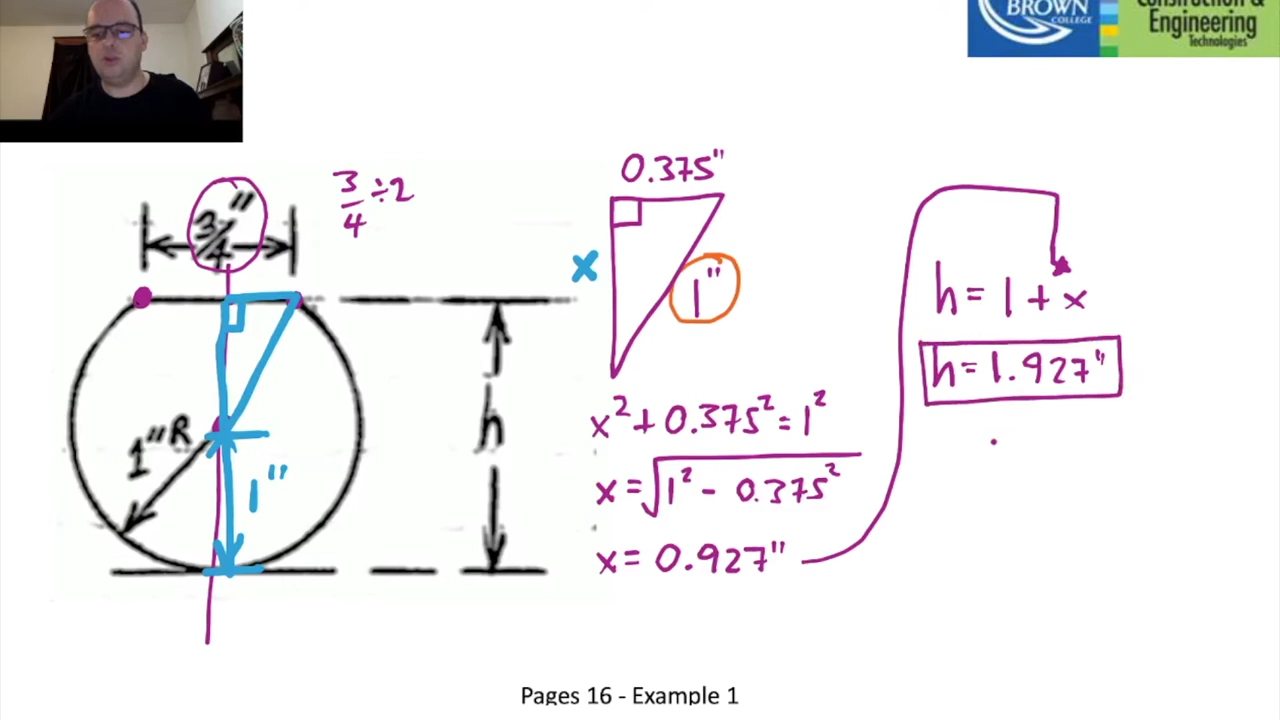 BROWN
COLLEGE
Construction &
Engineering
Technologies
3/4"
3/4 ÷ 2
0.375"
x
1"
h = 1 + x
h = 1.927"
h
1"R
1"
x² + 0.375² = 1²
x = √1² - 0.375²
x = 0.927"
Pages 16 - Example 1